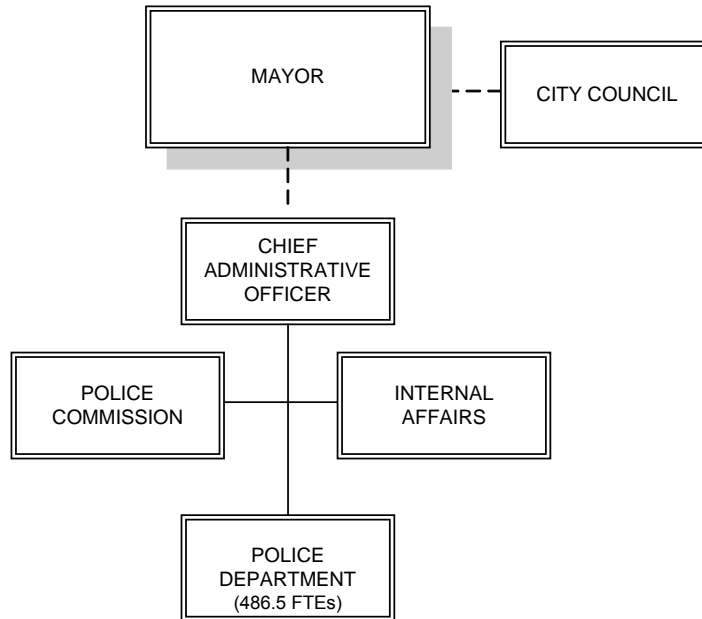 MAYOR
CITY COUNCIL
CHIEF
ADMINISTRATIVE
OFFICER
POLICE
COMMISSION
INTERNAL
AFFAIRS
POLICE
DEPARTMENT
(486.5 FTEs)